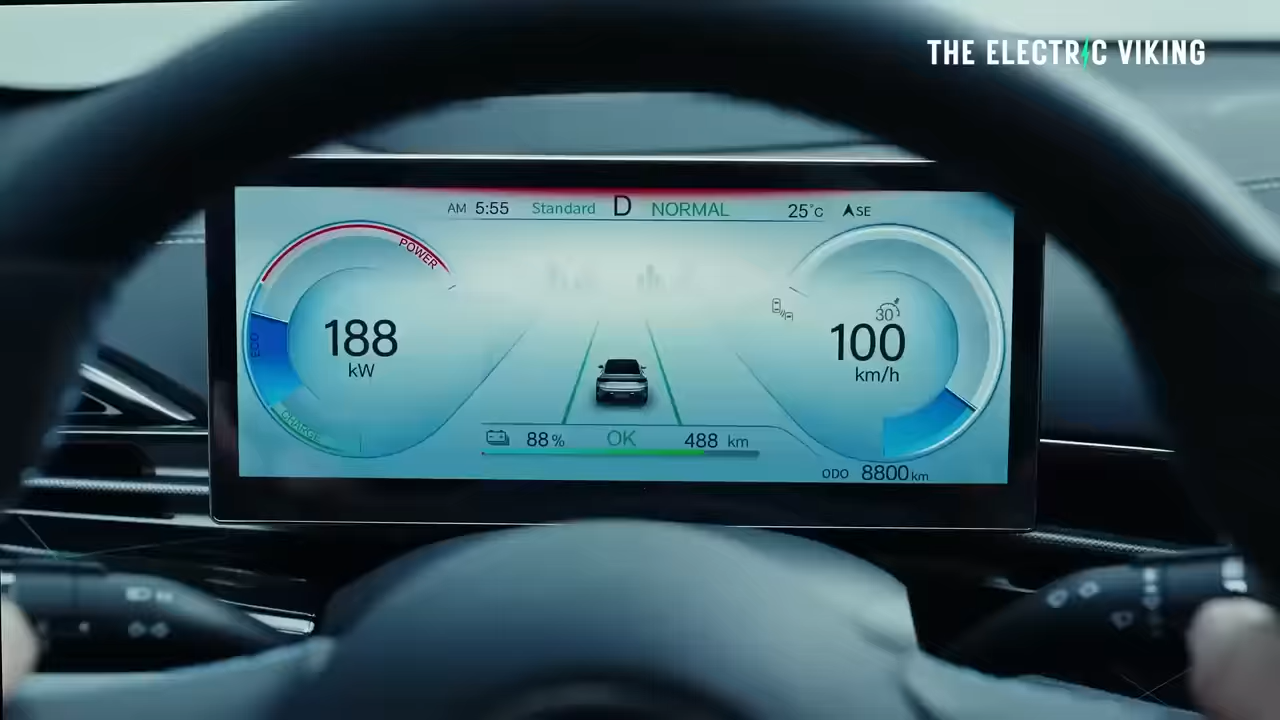 THE ELECTRIC VIKING
AM 5:55 Standard D NORMAL 25°C SE
POWER
ECO
CHARGE
188
kW
30
100
km/h
88% OK 488 km
ODO 8800km